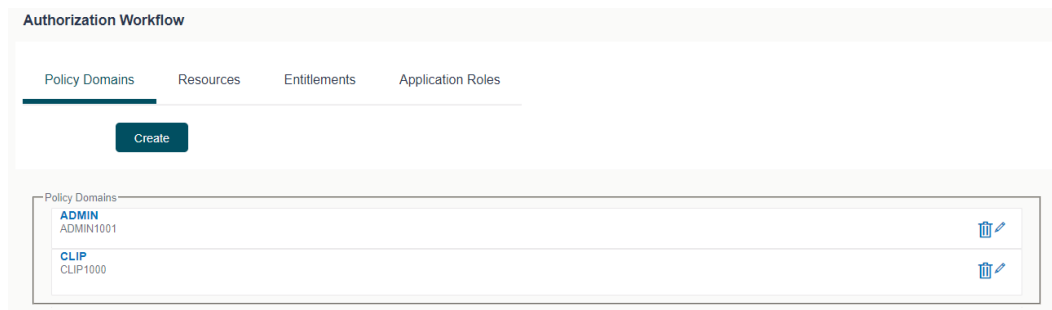 Authorization Workflow
Policy Domains Resources Entitlements Application Roles
Create
Policy Domains
ADMIN
ADMIN1001
CLIP
CLIP1000